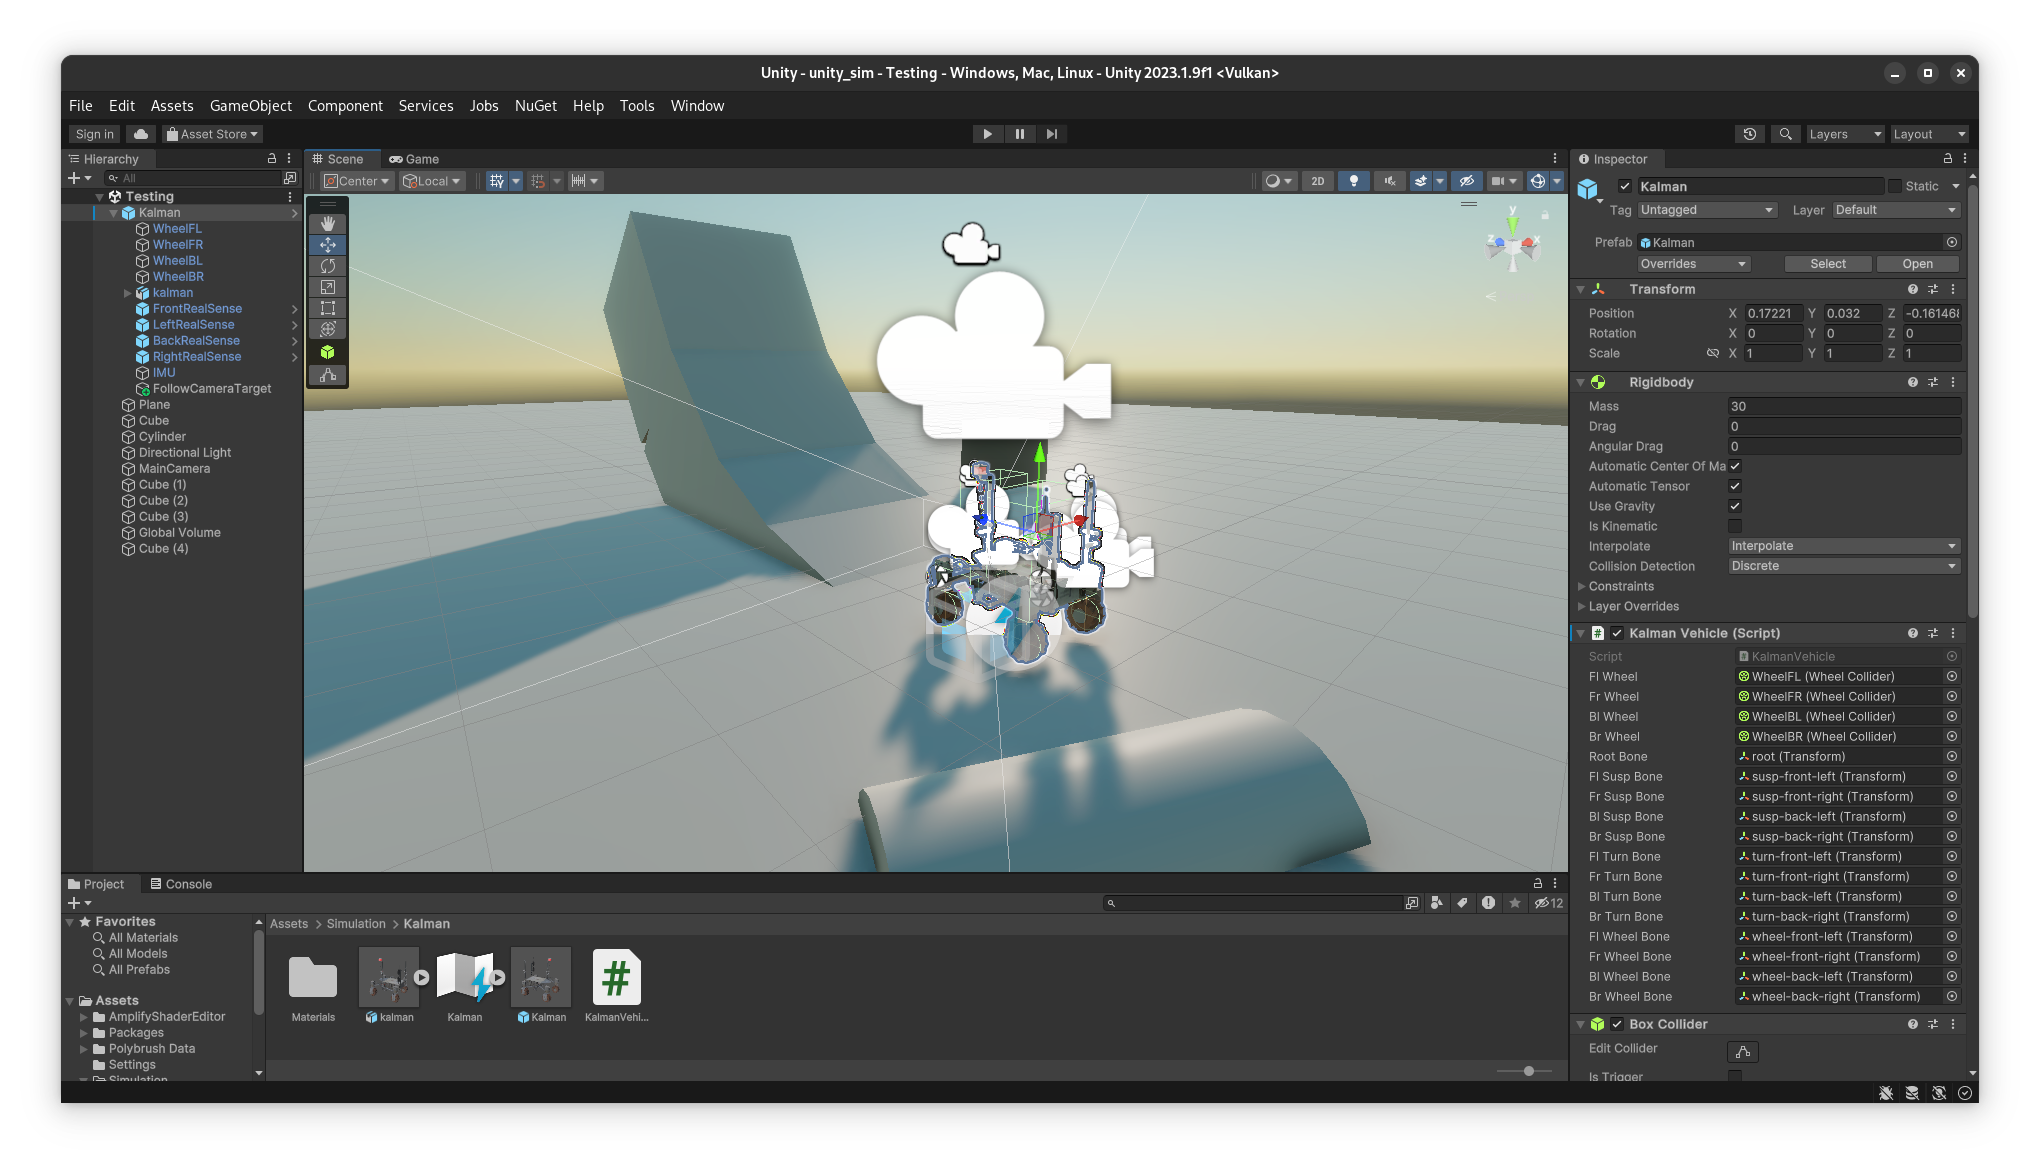 Unity - unity_sim - Testing - Windows, Mac, Linux - Unity 2023.1.9f1 <Vulkan>
File Edit Assets GameObject Component Services Jobs NuGet Help Tools Window
Sign in Asset Store Layers Layout
Hierarchy
All
Testing
Kalman
WheelFL
WheelFR
WheelBL
WheelBR
kalman
FrontRealSense
LeftRealSense
BackRealSense
RightRealSense
IMU
FollowCameraTarget
Plane
Cube
Cylinder
Directional Light
MainCamera
Cube (1)
Cube (2)
Cube (3)
Global Volume
Cube (4)
Scene Game
Center Local 2D
y
z x
Inspector
Kalman Static
Tag Untagged Layer Default
Prefab Kalman
Overrides Select Open
Transform
Position X 0.17221 Y 0.032 Z -0.161468
Rotation X 0 Y 0 Z 0
Scale X 1 Y 1 Z 1
Rigidbody
Mass 30
Drag 0
Angular Drag 0
Automatic Center Of Ma
Automatic Tensor
Use Gravity
Is Kinematic
Interpolate Interpolate
Collision Detection Discrete
Constraints
Layer Overrides
# Kalman Vehicle (Script)
Script KalmanVehicle
Fl Wheel WheelFL (Wheel Collider)
Fr Wheel WheelFR (Wheel Collider)
Bl Wheel WheelBL (Wheel Collider)
Br Wheel WheelBR (Wheel Collider)
Root Bone root (Transform)
Fl Susp Bone susp-front-left (Transform)
Fr Susp Bone susp-front-right (Transform)
Bl Susp Bone susp-back-left (Transform)
Br Susp Bone susp-back-right (Transform)
Fl Turn Bone turn-front-left (Transform)
Fr Turn Bone turn-front-right (Transform)
Bl Turn Bone turn-back-left (Transform)
Br Turn Bone turn-back-right (Transform)
Fl Wheel Bone wheel-front-left (Transform)
Fr Wheel Bone wheel-front-right (Transform)
Bl Wheel Bone wheel-back-left (Transform)
Br Wheel Bone wheel-back-right (Transform)
Box Collider
Edit Collider
Is Trigger
Project Console
12
Favorites
All Materials
All Models
All Prefabs
Assets
AmplifyShaderEditor
Packages
Polybrush Data
Settings
Simulation
Assets > Simulation > Kalman
#
Materials kalman Kalman Kalman KalmanVehi...